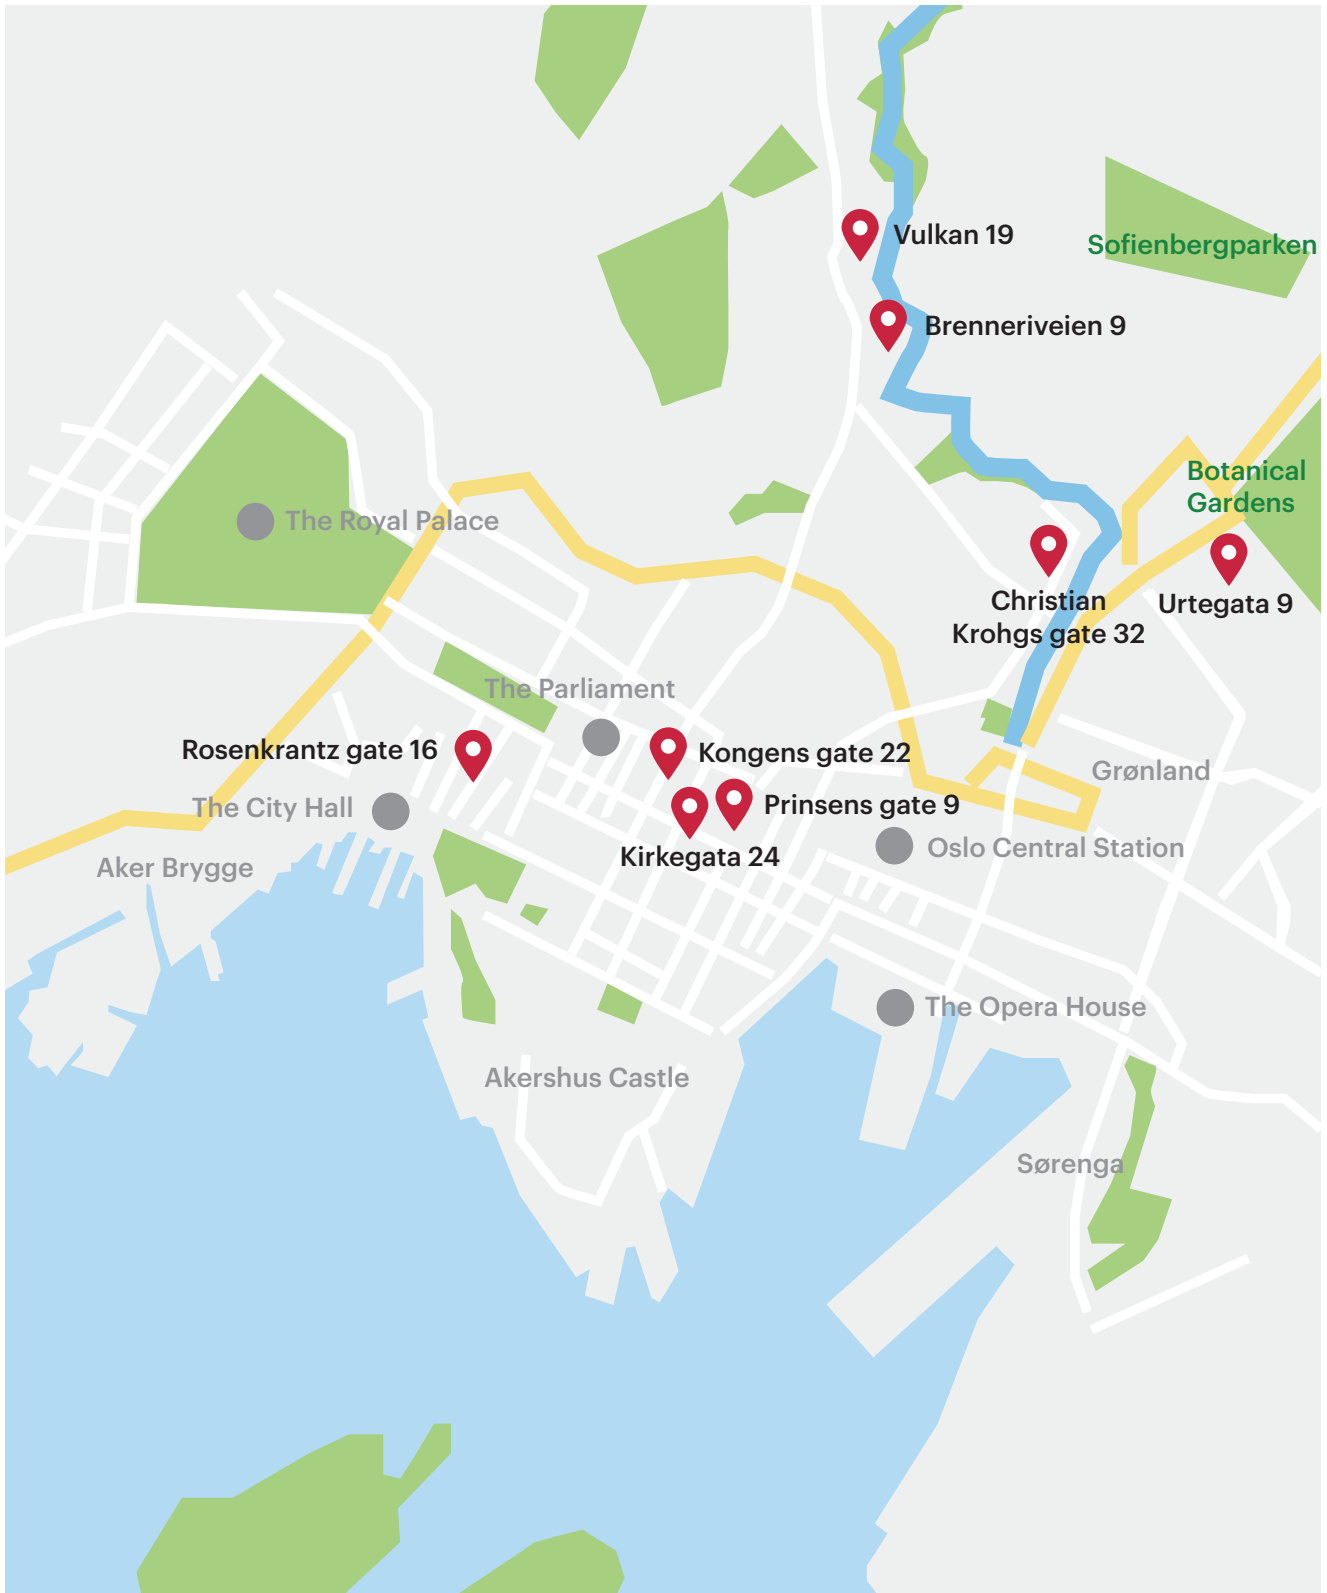 Vulkan 19
Sofienbergparken
Brenneriveien 9
Botanical
Gardens
The Royal Palace
Christian
Krohgs gate 32
Urtegata 9
The Parliament
Rosenkrantz gate 16
Kongens gate 22
Grønland
The City Hall
Prinsens gate 9
Kirkegata 24
Oslo Central Station
Aker Brygge
The Opera House
Akershus Castle
Sørenga